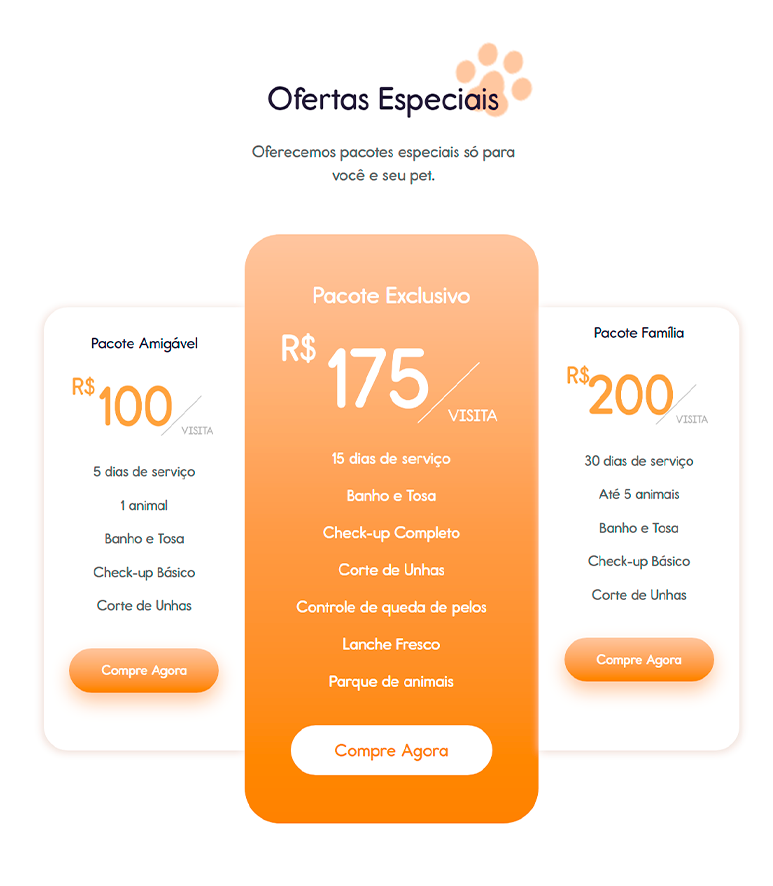 Ofertas Especiais
Oferecemos pacotes especiais só para
você e seu pet.
Pacote Amigável
R$100
VISITA
5 dias de serviço
1 animal
Banho e Tosa
Check-up Básico
Corte de Unhas
Compre Agora
Pacote Exclusivo
R$ 175
VISITA
15 dias de serviço
Banho e Tosa
Check-up Completo
Corte de Unhas
Controle de queda de pelos
Lanche Fresco
Parque de animais
Compre Agora
Pacote Família
R$200
VISITA
30 dias de serviço
Até 5 animais
Banho e Tosa
Check-up Básico
Corte de Unhas
Compre Agora